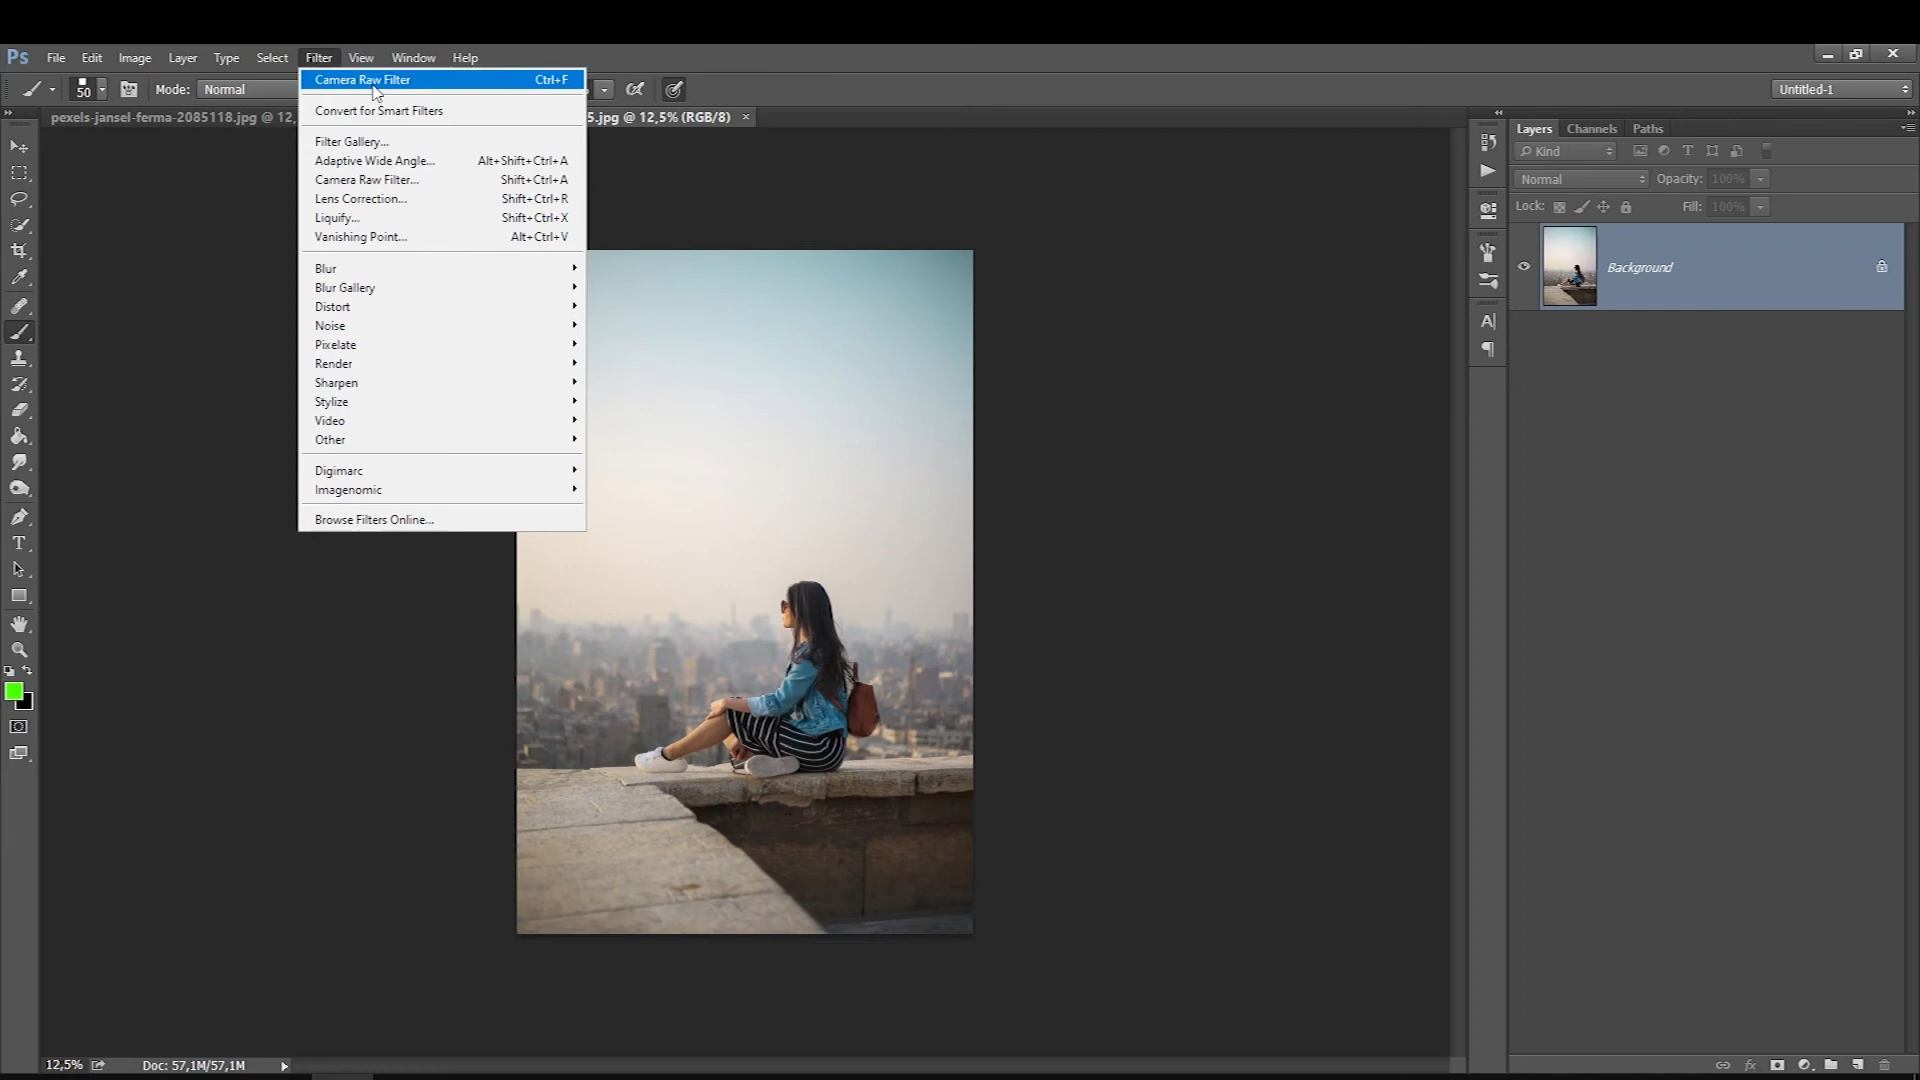 Ps File Edit Image Layer Type Select Filter View Window Help
50 Mode: Normal
Untitled-1
pexels-jansel-ferma-2085118.jpg @ 12, 5.jpg @ 12,5% (RGB/8) ×
Camera Raw Filter Ctrl+F
Convert for Smart Filters
Filter Gallery...
Adaptive Wide Angle... Alt+Shift+Ctrl+A
Camera Raw Filter... Shift+Ctrl+A
Lens Correction... Shift+Ctrl+R
Liquify... Shift+Ctrl+X
Vanishing Point... Alt+Ctrl+V
Blur
Blur Gallery
Distort
Noise
Pixelate
Render
Sharpen
Stylize
Video
Other
Digimarc
Imagenomic
Browse Filters Online...
Layers Channels Paths
Kind
Normal Opacity: 100%
Lock: Fill: 100%
Background
12,5% Doc: 57,1M/57,1M